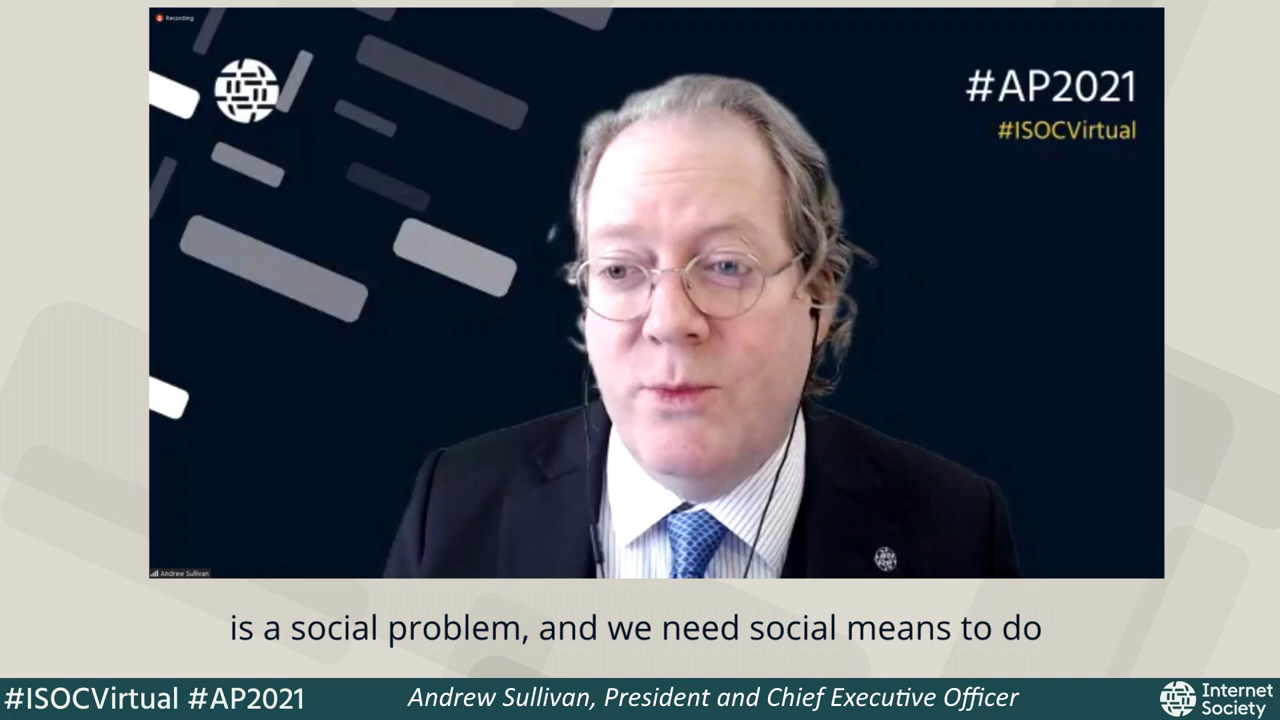 Recording
#AP2021
#ISOCVirtual
Andrew Sullivan
is a social problem, and we need social means to do
#ISOCVirtual #AP2021
Andrew Sullivan, President and Chief Executive Officer
Internet
Society